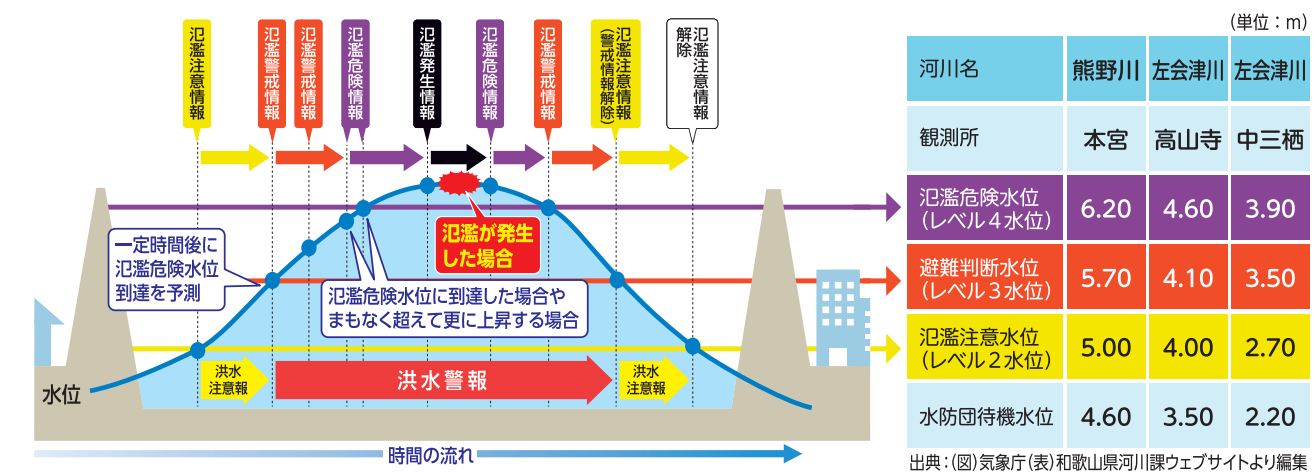 氾濫注意情報
氾濫警戒情報
氾濫警戒情報
氾濫危険情報
氾濫発生情報
氾濫危険情報
氾濫警戒情報
氾濫注意情報
(警戒情報解除)
氾濫注意情報
解除
氾濫が発生
した場合
一定時間後に
氾濫危険水位
到達を予測
氾濫危険水位に到達した場合や
まもなく超えて更に上昇する場合
洪水
注意報
洪水警報
洪水
注意報
水位
時間の流れ
(単位：m)
河川名 熊野川 左会津川 左会津川
観測所 本宮 高山寺 中三栖
氾濫危険水位
(レベル4水位) 6.20 4.60 3.90
避難判断水位
(レベル3水位) 5.70 4.10 3.50
氾濫注意水位
(レベル2水位) 5.00 4.00 2.70
水防団待機水位 4.60 3.50 2.20
出典：(図)気象庁(表)和歌山県河川課ウェブサイトより編集